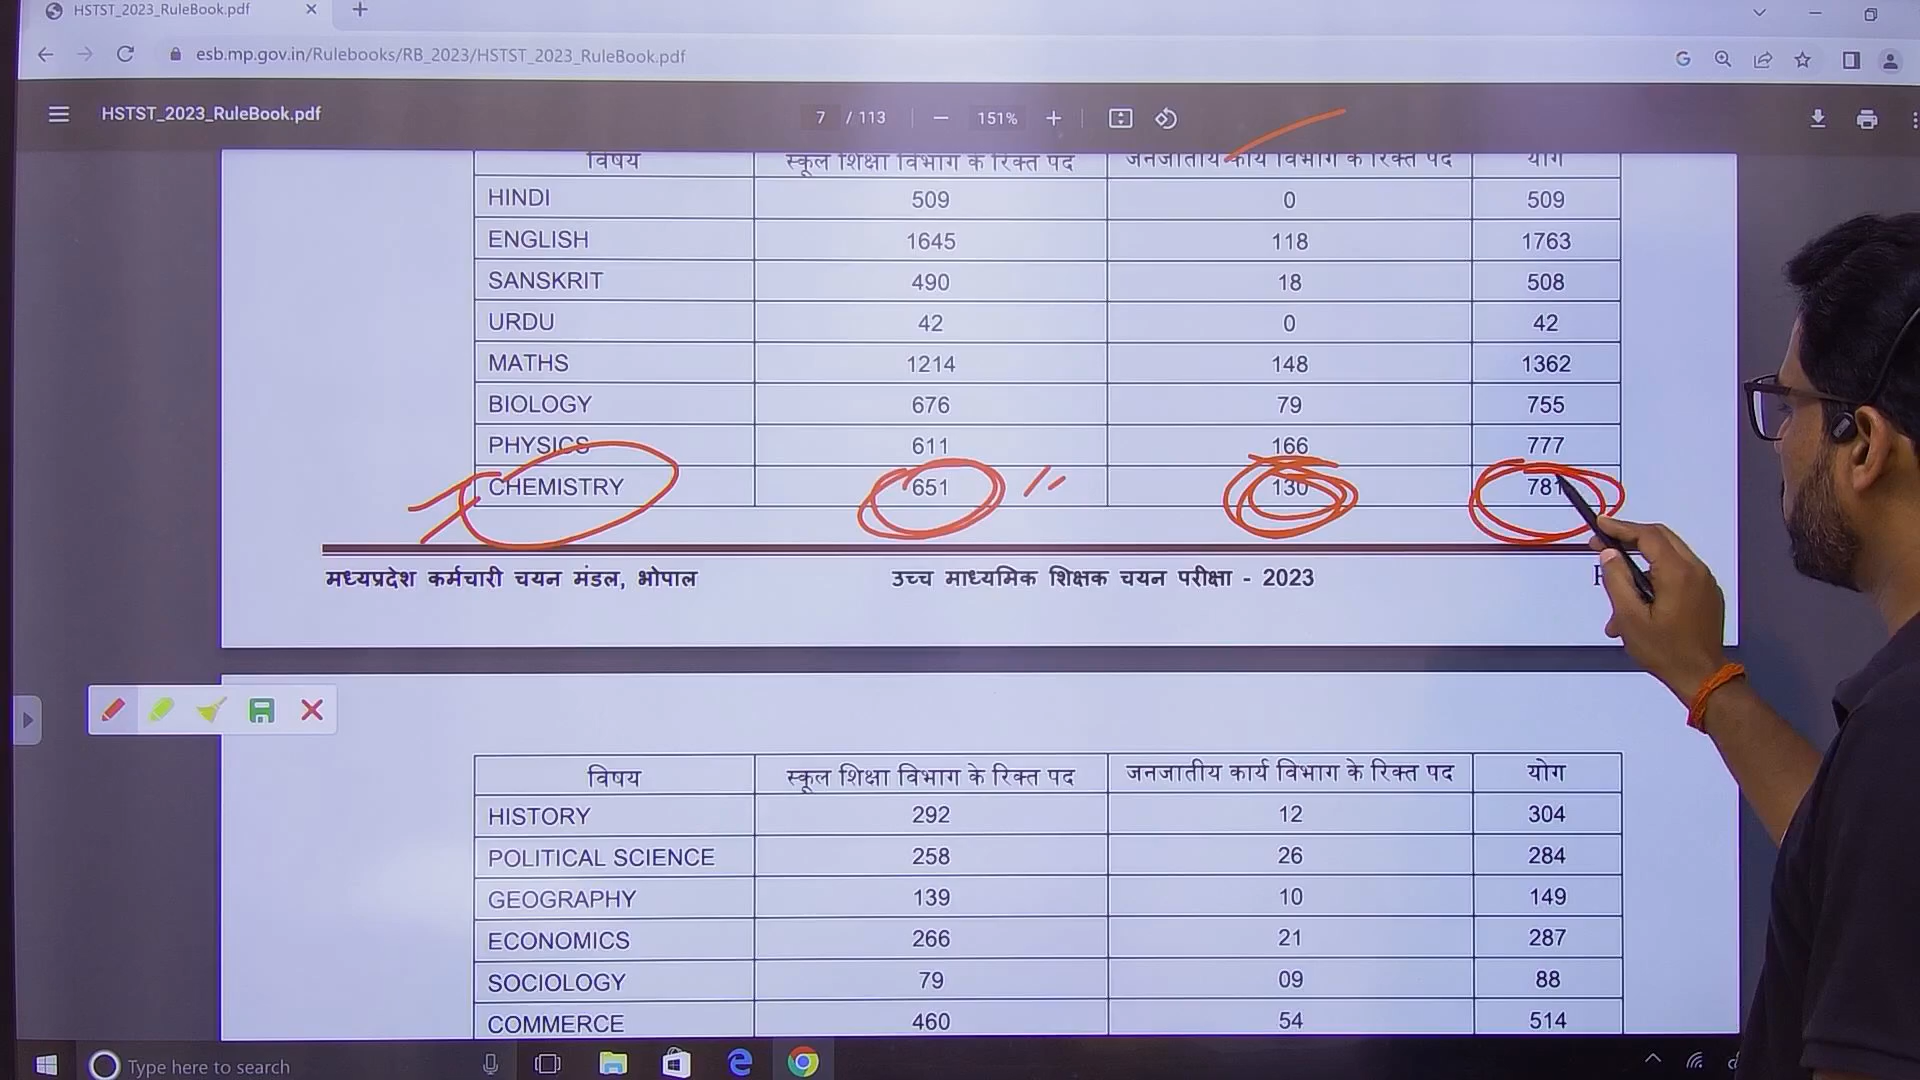 HSTST_2023_RuleBook.pdf
esb.mp.gov.in/Rulebooks/RB_2023/HSTST_2023_RuleBook.pdf
HSTST_2023_RuleBook.pdf 7 / 113 151%
विषय स्कूल शिक्षा विभाग के रिक्त पद जनजातीय कार्य विभाग के रिक्त पद योग
HINDI 509 0 509
ENGLISH 1645 118 1763
SANSKRIT 490 18 508
URDU 42 0 42
MATHS 1214 148 1362
BIOLOGY 676 79 755
PHYSICS 611 166 777
CHEMISTRY 651 130 781
मध्यप्रदेश कर्मचारी चयन मंडल, भोपाल उच्च माध्यमिक शिक्षक चयन परीक्षा - 2023
विषय स्कूल शिक्षा विभाग के रिक्त पद जनजातीय कार्य विभाग के रिक्त पद योग
HISTORY 292 12 304
POLITICAL SCIENCE 258 26 284
GEOGRAPHY 139 10 149
ECONOMICS 266 21 287
SOCIOLOGY 79 09 88
COMMERCE 460 54 514
Type here to search